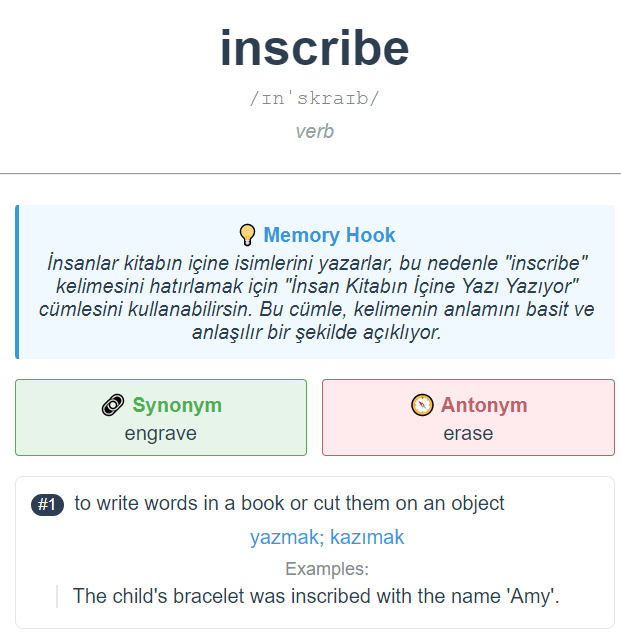 inscribe
/ɪnˈskraɪb/
verb
Memory Hook
İnsanlar kitabın içine isimlerini yazarlar, bu nedenle "inscribe"
kelimesini hatırlamak için "İnsan Kitabın İçine Yazı Yazıyor"
cümlesini kullanabilirsin. Bu cümle, kelimenin anlamını basit ve
anlaşılır bir şekilde açıklıyor.
Synonym
engrave
Antonym
erase
#1 to write words in a book or cut them on an object
yazmak; kazımak
Examples:
The child's bracelet was inscribed with the name 'Amy'.